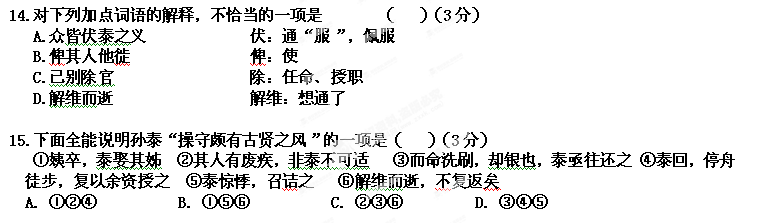 14.对下列加点词语的解释，不恰当的一项是 （ ）(3分)
A.众皆伏泰之义 伏：通“服”，佩服
B.俾其人他徙 俾：使
C.已别除官 除：任命、授职
D.解维而逝 解维：想通了
15.下面全能说明孙泰“操守颇有古贤之风”的一项是（ ）(3分)
①姨卒，泰娶其姊 ②其人有废疾，非泰不可适 ③而命洗刷，却银也，泰亟往还之 ④泰回，停舟
徒步，复以余资授之 ⑤泰惊悸，召诘之 ⑥解维而逝，不复返矣
A. ①②④ B. ①⑤⑥ C. ②③⑥ D. ③④⑤